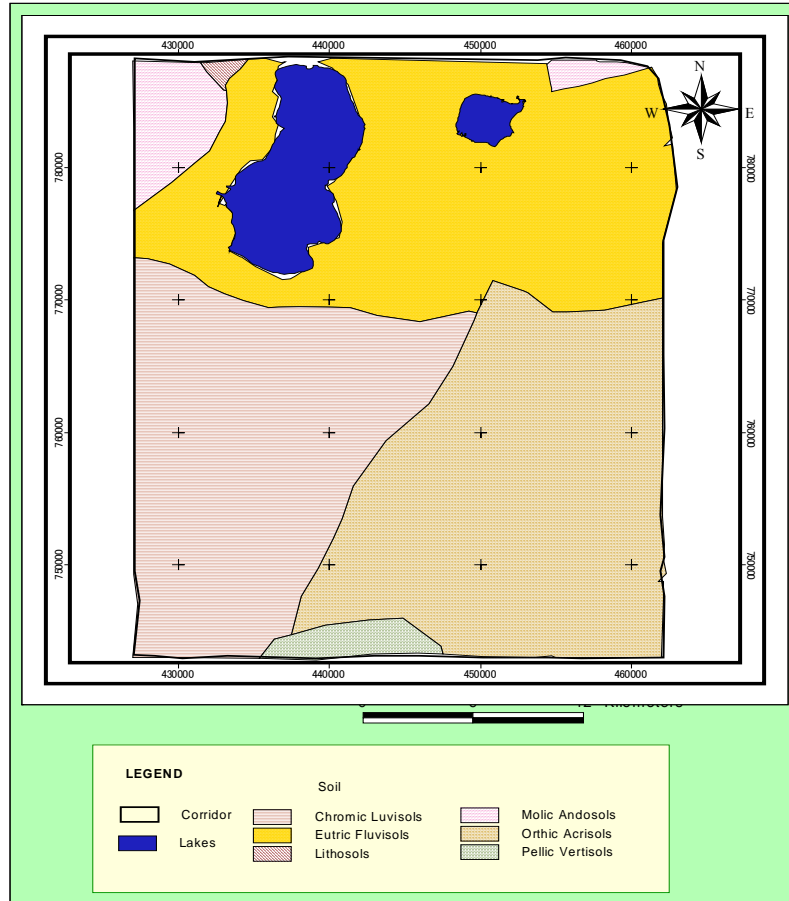 430000 440000 450000 460000
N
W E
S
780000 780000
770000 770000
760000 760000
750000 750000
430000 440000 450000 460000
LEGEND
Soil
Corridor
Lakes
Chromic Luvisols
Eutric Fluvisols
Lithosols
Molic Andosols
Orthic Acrisols
Pellic Vertisols